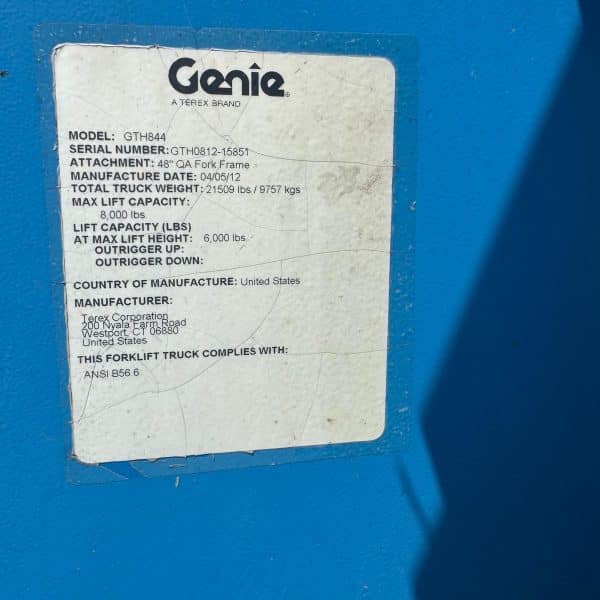 Genie
A TEREX BRAND
MODEL: GTH844
SERIAL NUMBER: GTH0812-15851
ATTACHMENT: 48" QA Fork Frame
MANUFACTURE DATE: 04/05/12
TOTAL TRUCK WEIGHT: 21509 lbs / 9757 kgs
MAX LIFT CAPACITY:
8,000 lbs
LIFT CAPACITY (LBS)
AT MAX LIFT HEIGHT: 6,000 lbs
OUTRIGGER UP:
OUTRIGGER DOWN:
COUNTRY OF MANUFACTURE: United States
MANUFACTURER:
Terex Corporation
200 Nyala Farm Road
Westport, CT 06880
United States
THIS FORKLIFT TRUCK COMPLIES WITH:
ANSI B56.6